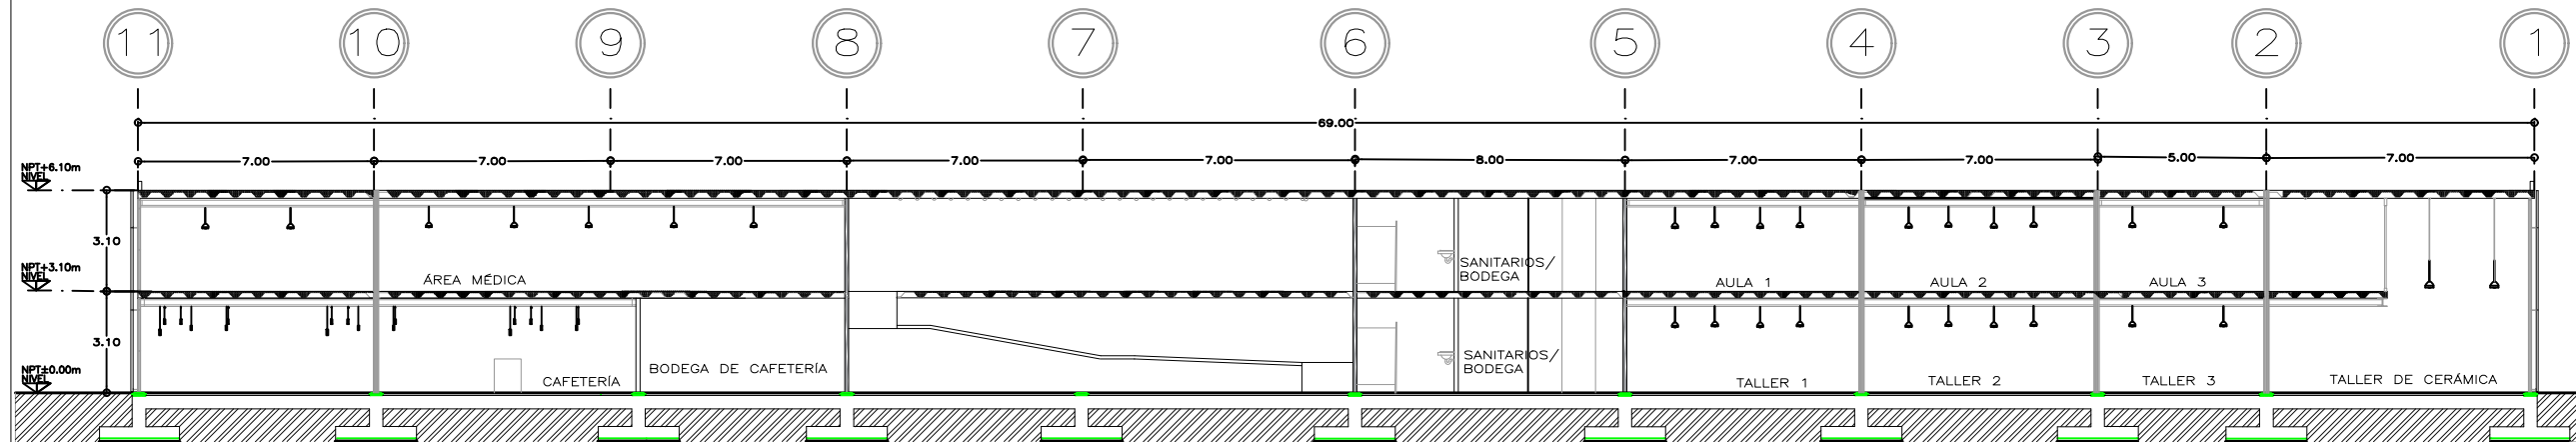 11 10 9 8 7 6 5 4 3 2 1
69.00
7.00 7.00 7.00 7.00 7.00 8.00 7.00 7.00 5.00 7.00
NPT+6.10m
NIVEL
3.10
SANITARIOS/
BODEGA
NPT+3.10m
NIVEL
ÁREA MÉDICA AULA 1 AULA 2 AULA 3
3.10
SANITARIOS/
BODEGA
NPT±0.00m
NIVEL
CAFETERÍA BODEGA DE CAFETERÍA TALLER 1 TALLER 2 TALLER 3 TALLER DE CERÁMICA